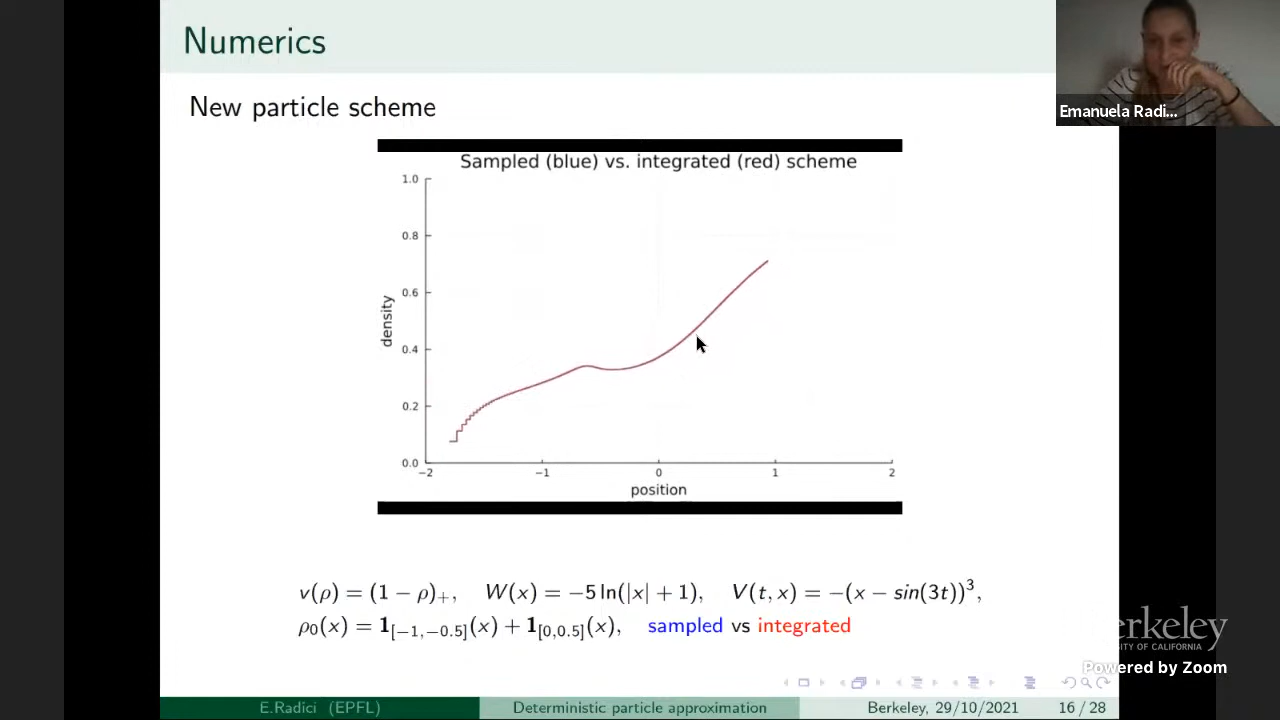 Numerics
New particle scheme
Emanuela Radi...
Sampled (blue) vs. integrated (red) scheme
density
1.0
0.8
0.6
0.4
0.2
0.0
−2
−1
0
1
2
position
v(ρ) = (1 − ρ)₊, W(x) = −5 ln(|x| + 1), V(t, x) = −(x − sin(3t))³,
ρ₀(x) = 𝟏[−1,−0.5](x) + 𝟏[0,0.5](x), sampled vs integrated
erkeley
SITY OF CALIFORNIA
Powered by Zoom
E.Radici (EPFL)
Deterministic particle approximation
Berkeley, 29/10/2021
16 / 28